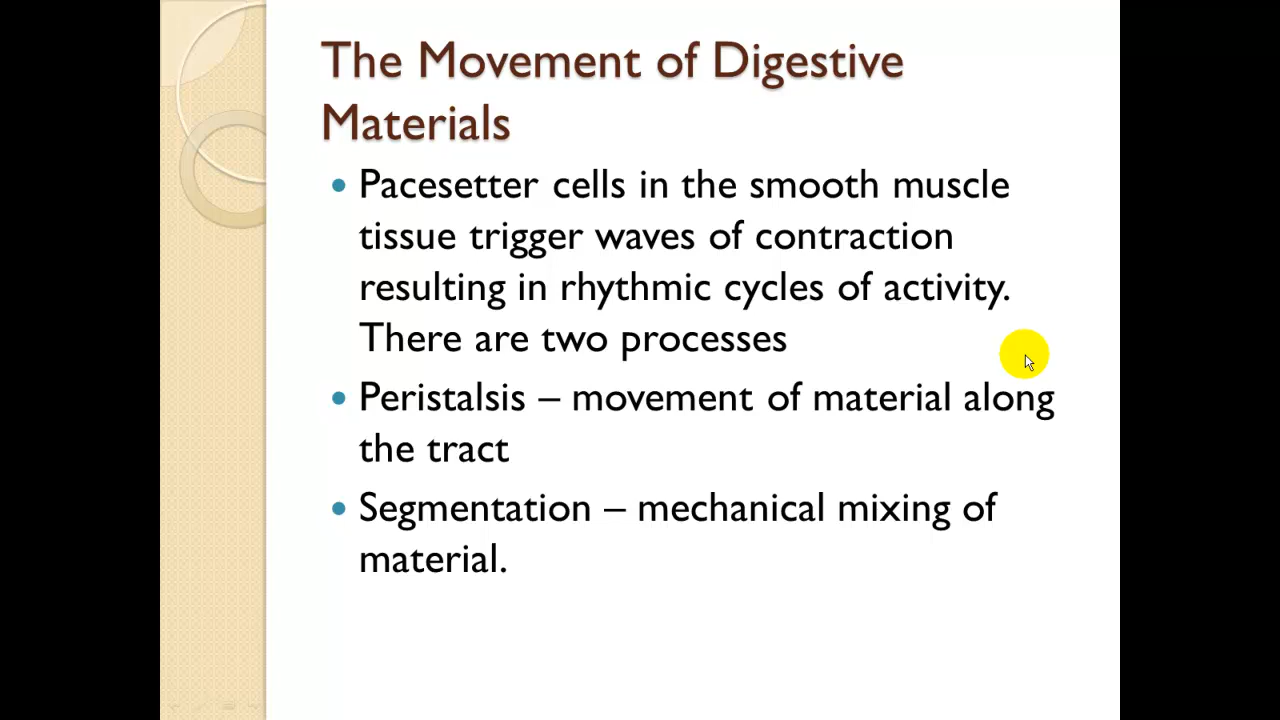 The Movement of Digestive
Materials
• Pacesetter cells in the smooth muscle
tissue trigger waves of contraction
resulting in rhythmic cycles of activity.
There are two processes
• Peristalsis – movement of material along
the tract
• Segmentation – mechanical mixing of
material.